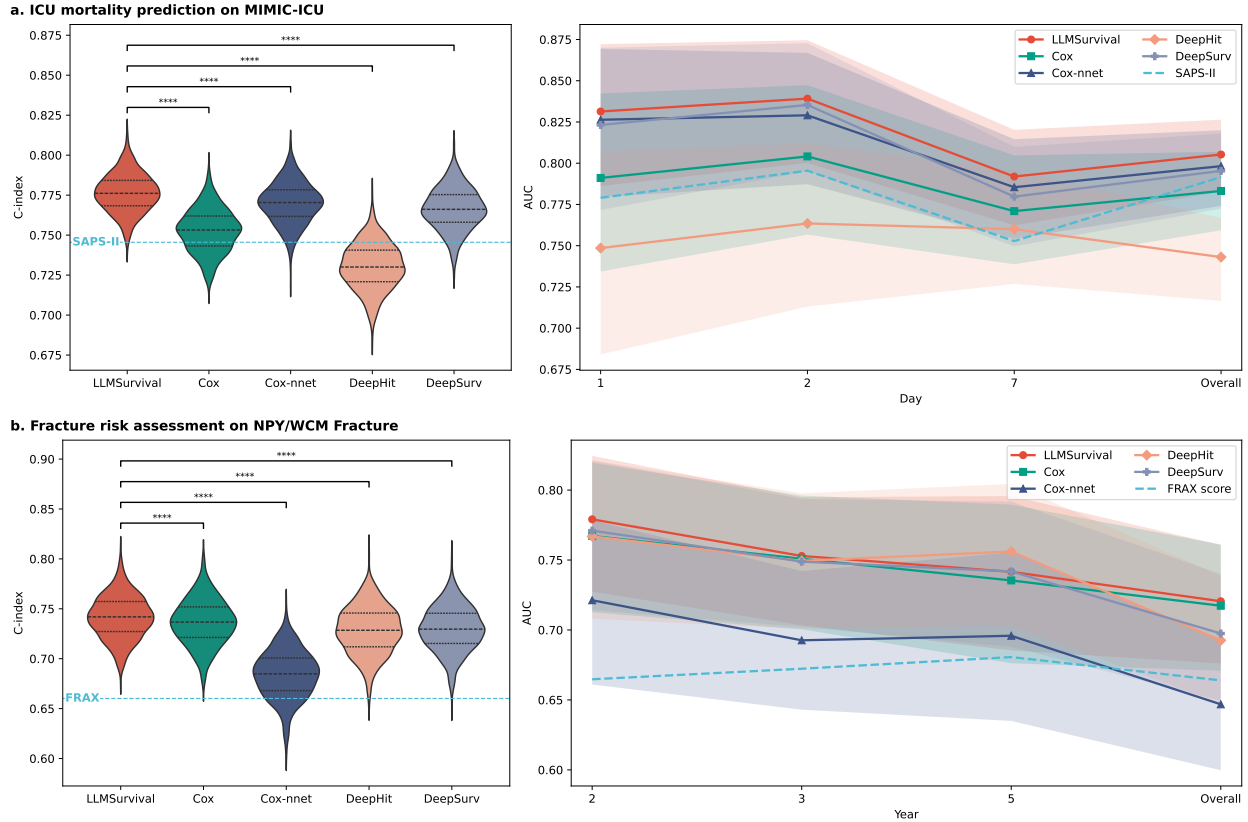 a. ICU mortality prediction on MIMIC-ICU
C-index
0.875
0.850
0.825
0.800
0.775
0.750
0.725
0.700
0.675
****
****
****
****
SAPS-II
LLMSurvival Cox Cox-nnet DeepHit DeepSurv
AUC
0.875
0.850
0.825
0.800
0.775
0.750
0.725
0.700
0.675
LLMSurvival DeepHit
Cox DeepSurv
Cox-nnet SAPS-II
1 2 7 Overall
Day
b. Fracture risk assessment on NPY/WCM Fracture
C-index
0.90
0.85
0.80
0.75
0.70
0.65
0.60
****
****
****
****
FRAX
LLMSurvival Cox Cox-nnet DeepHit DeepSurv
AUC
0.80
0.75
0.70
0.65
0.60
LLMSurvival DeepHit
Cox DeepSurv
Cox-nnet FRAX score
2 3 5 Overall
Year